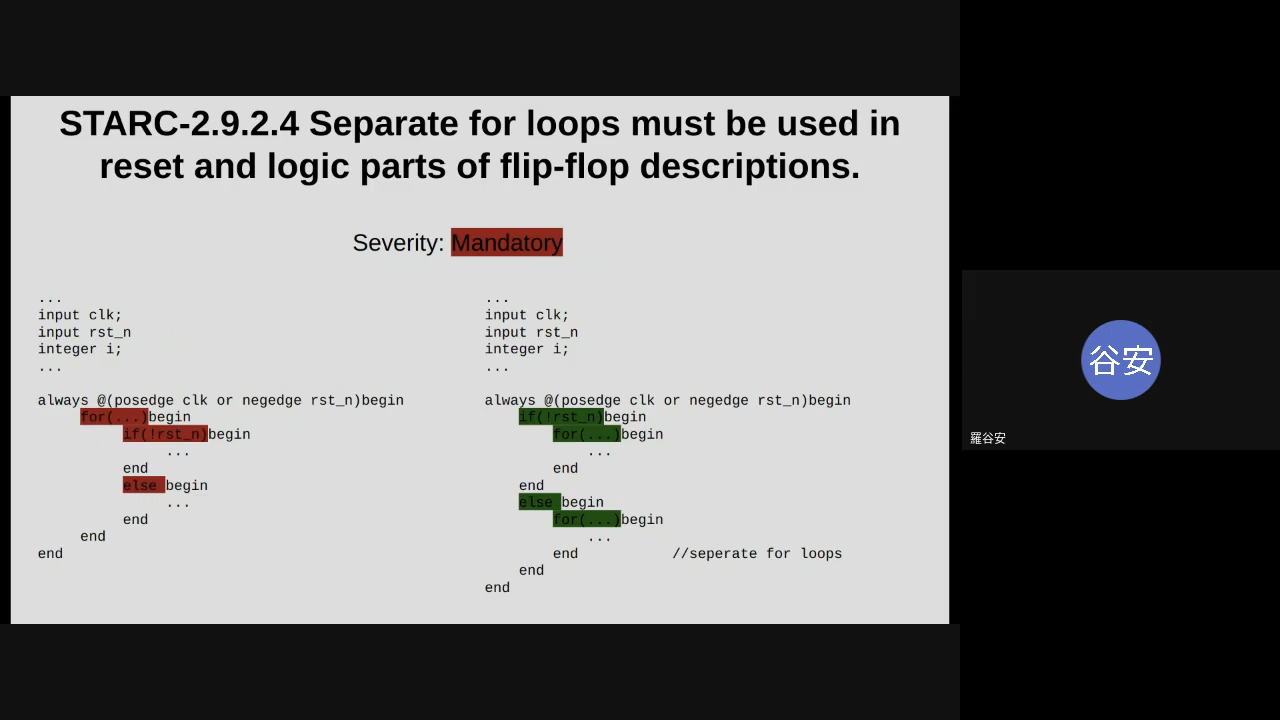 STARC-2.9.2.4 Separate for loops must be used in
reset and logic parts of flip-flop descriptions.
Severity: Mandatory
...
input clk;
input rst_n
integer i;
...
always @(posedge clk or negedge rst_n)begin
for(...)begin
if(!rst_n)begin
...
end
else begin
...
end
end
end
...
input clk;
input rst_n
integer i;
...
always @(posedge clk or negedge rst_n)begin
if(!rst_n)begin
for(...)begin
...
end
end
else begin
for(...)begin
...
end //seperate for loops
end
end
谷安
羅谷安